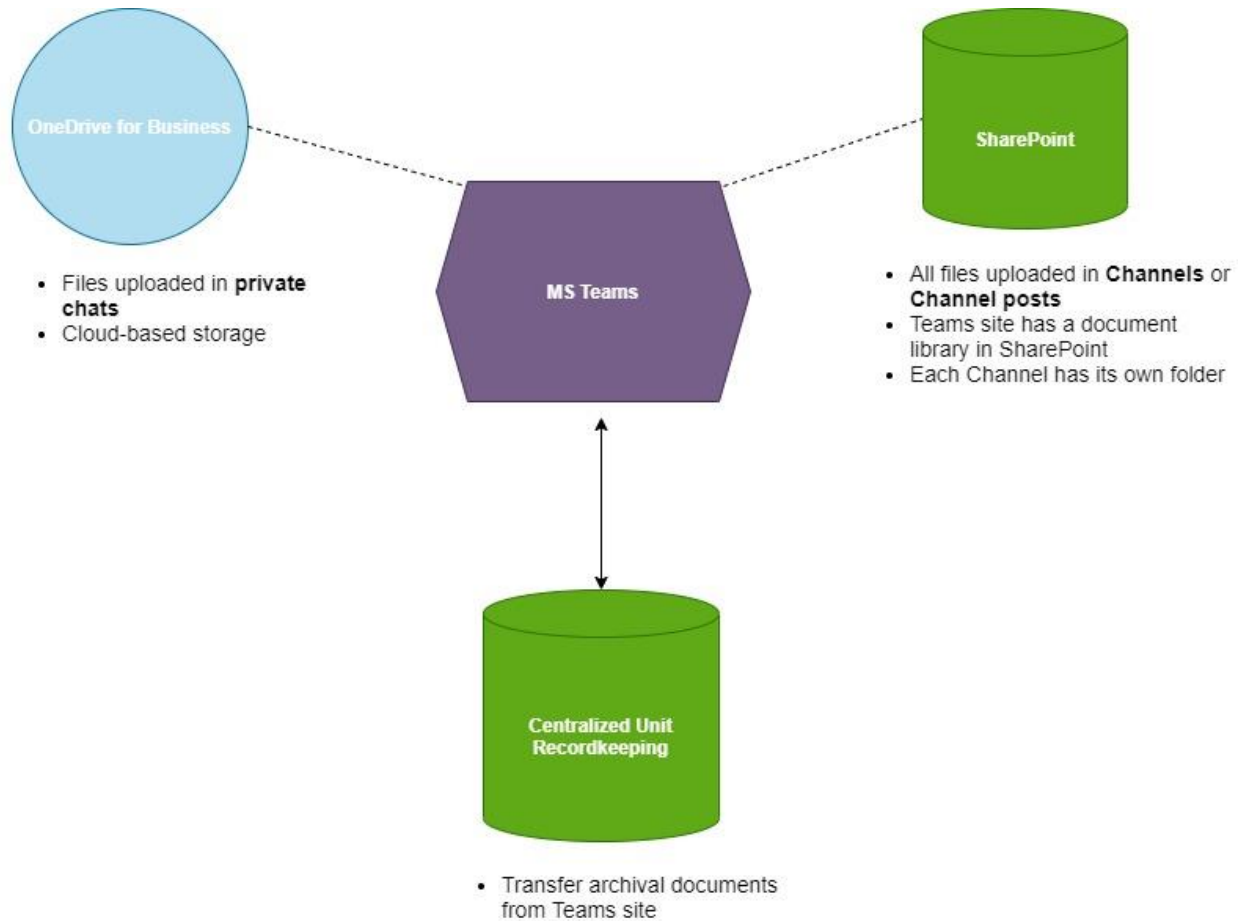 OneDrive for Business
SharePoint
MS Teams
• Files uploaded in private
chats
• Cloud-based storage
• All files uploaded in Channels or
Channel posts
• Teams site has a document
library in SharePoint
• Each Channel has its own folder
Centralized Unit
Recordkeeping
• Transfer archival documents
from Teams site